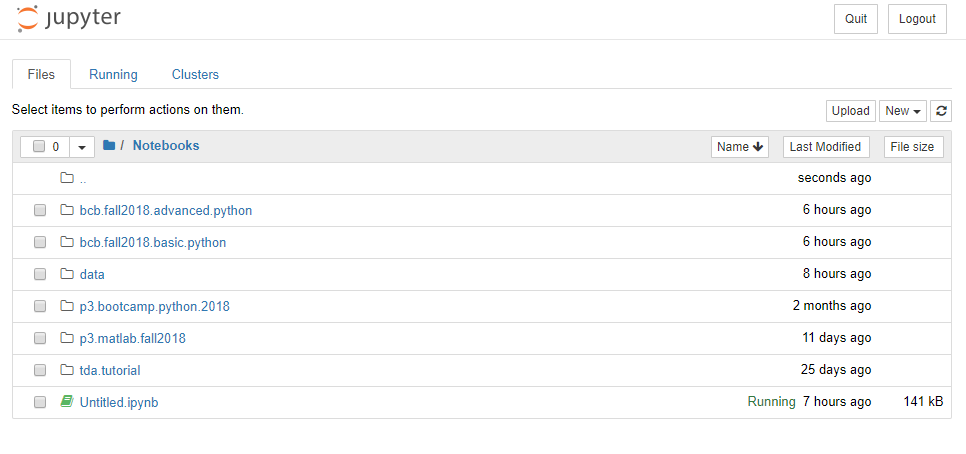 jupyter Quit Logout
Files Running Clusters
Select items to perform actions on them. Upload New
0 / Notebooks Name Last Modified File size
.. seconds ago
bcb.fall2018.advanced.python 6 hours ago
bcb.fall2018.basic.python 6 hours ago
data 8 hours ago
p3.bootcamp.python.2018 2 months ago
p3.matlab.fall2018 11 days ago
tda.tutorial 25 days ago
Untitled.ipynb Running 7 hours ago 141 kB